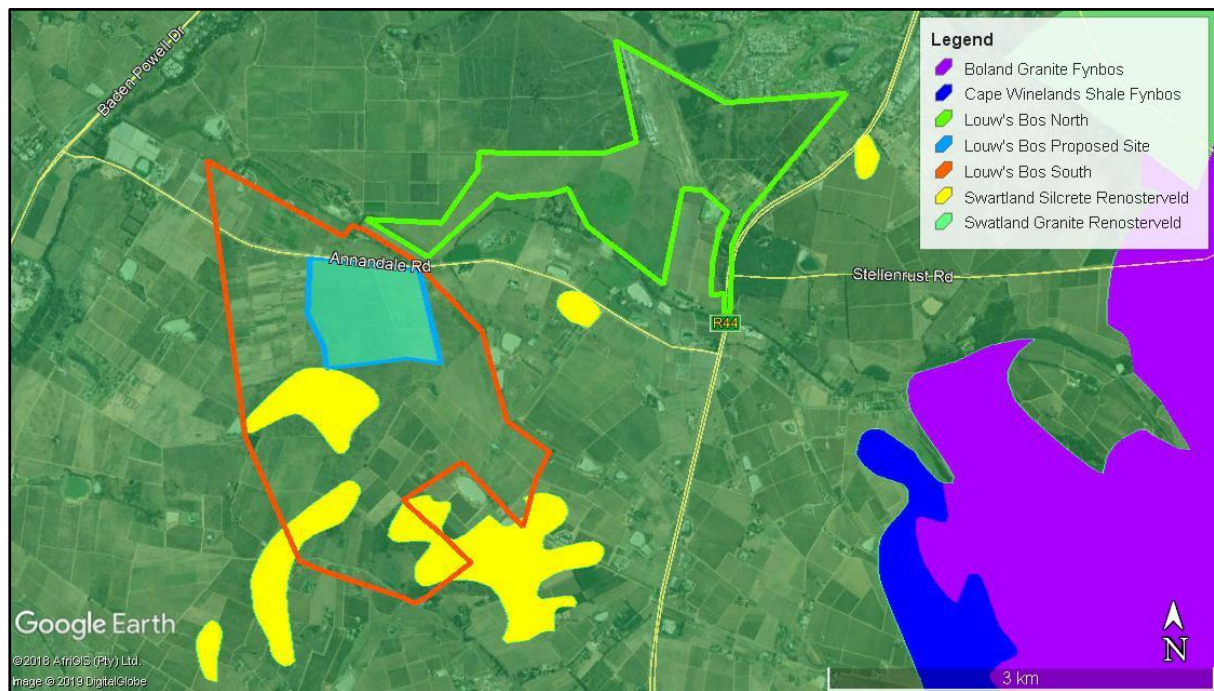 Baden Powell Dr
Legend
Boland Granite Fynbos
Cape Winelands Shale Fynbos
Louw's Bos North
Louw's Bos Proposed Site
Louw's Bos South
Swartland Silcrete Renosterveld
Swatland Granite Renosterveld
Annandale Rd
Stellenrust Rd
R44
Google Earth
©2018 AfriGIS (Pty) Ltd.
Image © 2019 DigitalGlobe
N
3 km